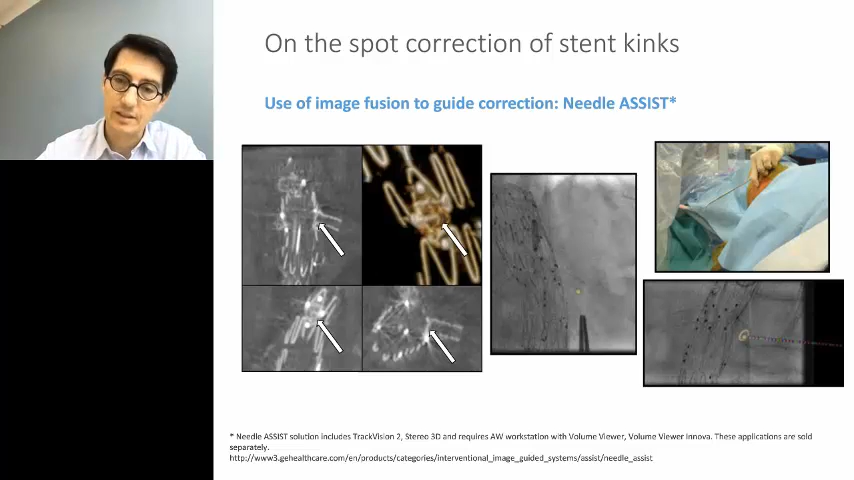 On the spot correction of stent kinks
Use of image fusion to guide correction: Needle ASSIST*
* Needle ASSIST solution includes TrackVision 2, Stereo 3D and requires AW workstation with Volume Viewer, Volume Viewer Innova. These applications are sold
separately.
http://www3.gehealthcare.com/en/products/categories/interventional_image_guided_systems/assist/needle_assist